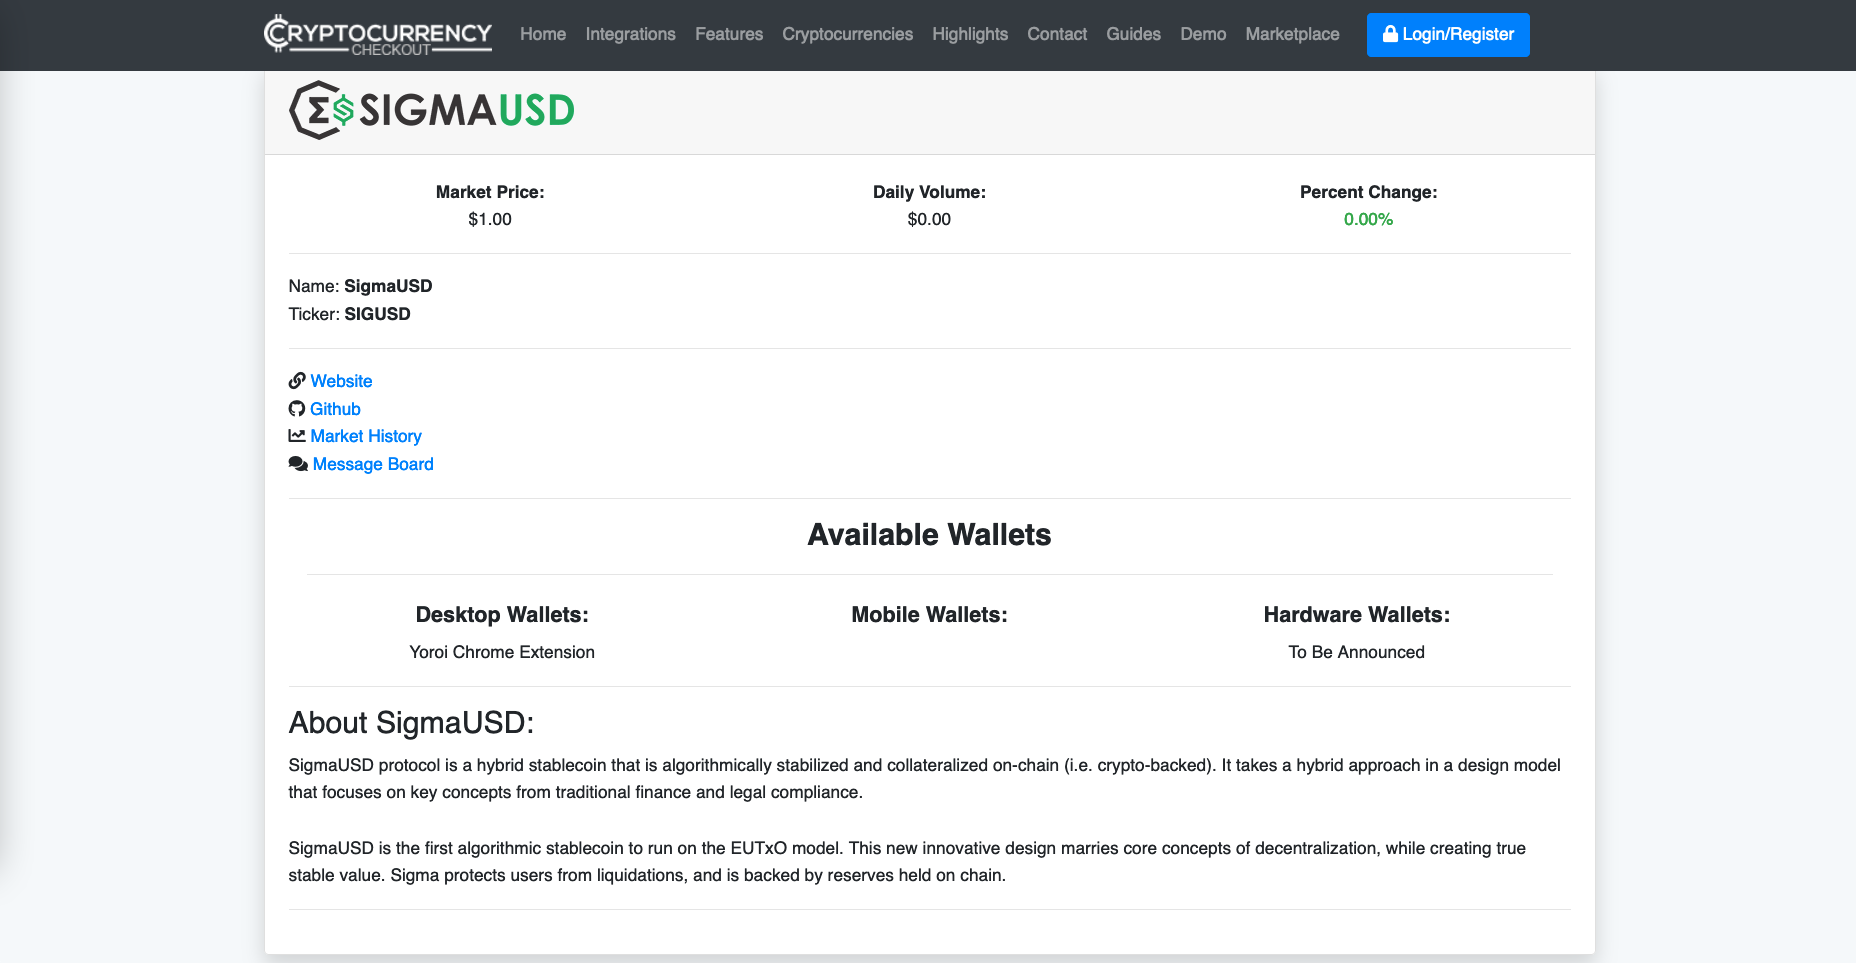 CRYPTOCURRENCY
CHECKOUT
Home Integrations Features Cryptocurrencies Highlights Contact Guides Demo Marketplace Login/Register
Σ$ SIGMAUSD
Market Price: Daily Volume: Percent Change:
$1.00 $0.00 0.00%
Name: SigmaUSD
Ticker: SIGUSD
Website
Github
Market History
Message Board
Available Wallets
Desktop Wallets: Mobile Wallets: Hardware Wallets:
Yoroi Chrome Extension To Be Announced
About SigmaUSD:
SigmaUSD protocol is a hybrid stablecoin that is algorithmically stabilized and collateralized on-chain (i.e. crypto-backed). It takes a hybrid approach in a design model
that focuses on key concepts from traditional finance and legal compliance.
SigmaUSD is the first algorithmic stablecoin to run on the EUTxO model. This new innovative design marries core concepts of decentralization, while creating true
stable value. Sigma protects users from liquidations, and is backed by reserves held on chain.